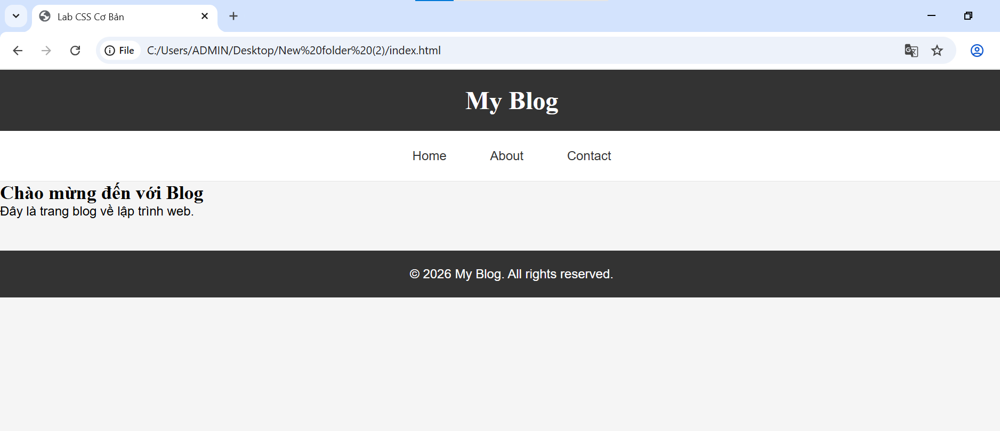 Lab CSS Cơ Bản
File
C:/Users/ADMIN/Desktop/New%20folder%20(2)/index.html
My Blog
Home About Contact
Chào mừng đến với Blog
Đây là trang blog về lập trình web.
© 2026 My Blog. All rights reserved.